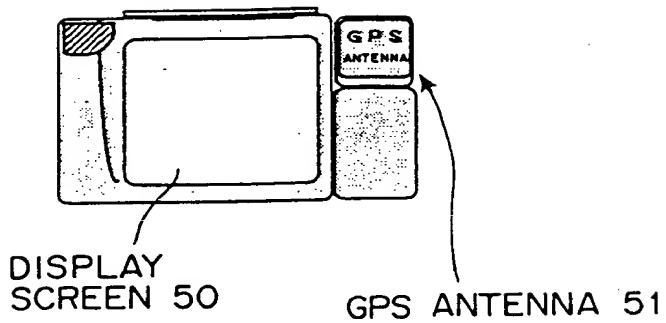 GPS
ANTENNA
DISPLAY
SCREEN 50
GPS ANTENNA 51